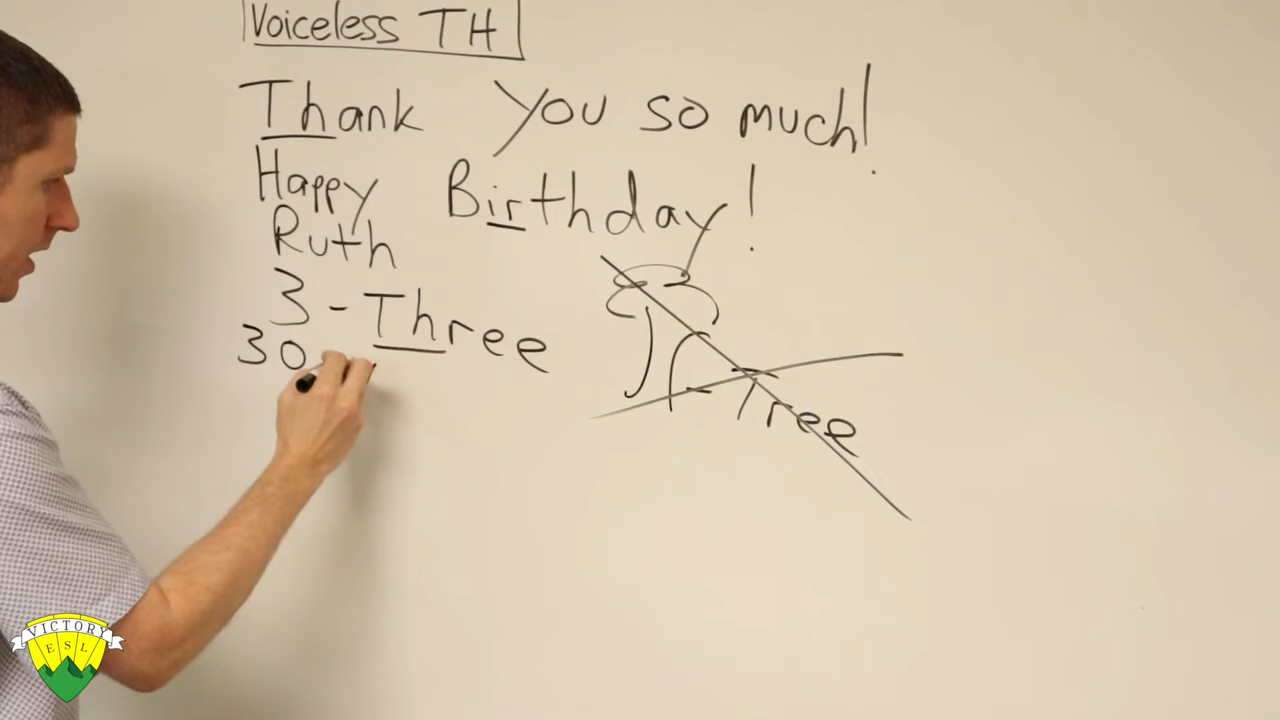 Voiceless TH
Thank you so much!
Happy Birthday!
Ruth
3 - Three
30
- Tree
VICTORY
ESL